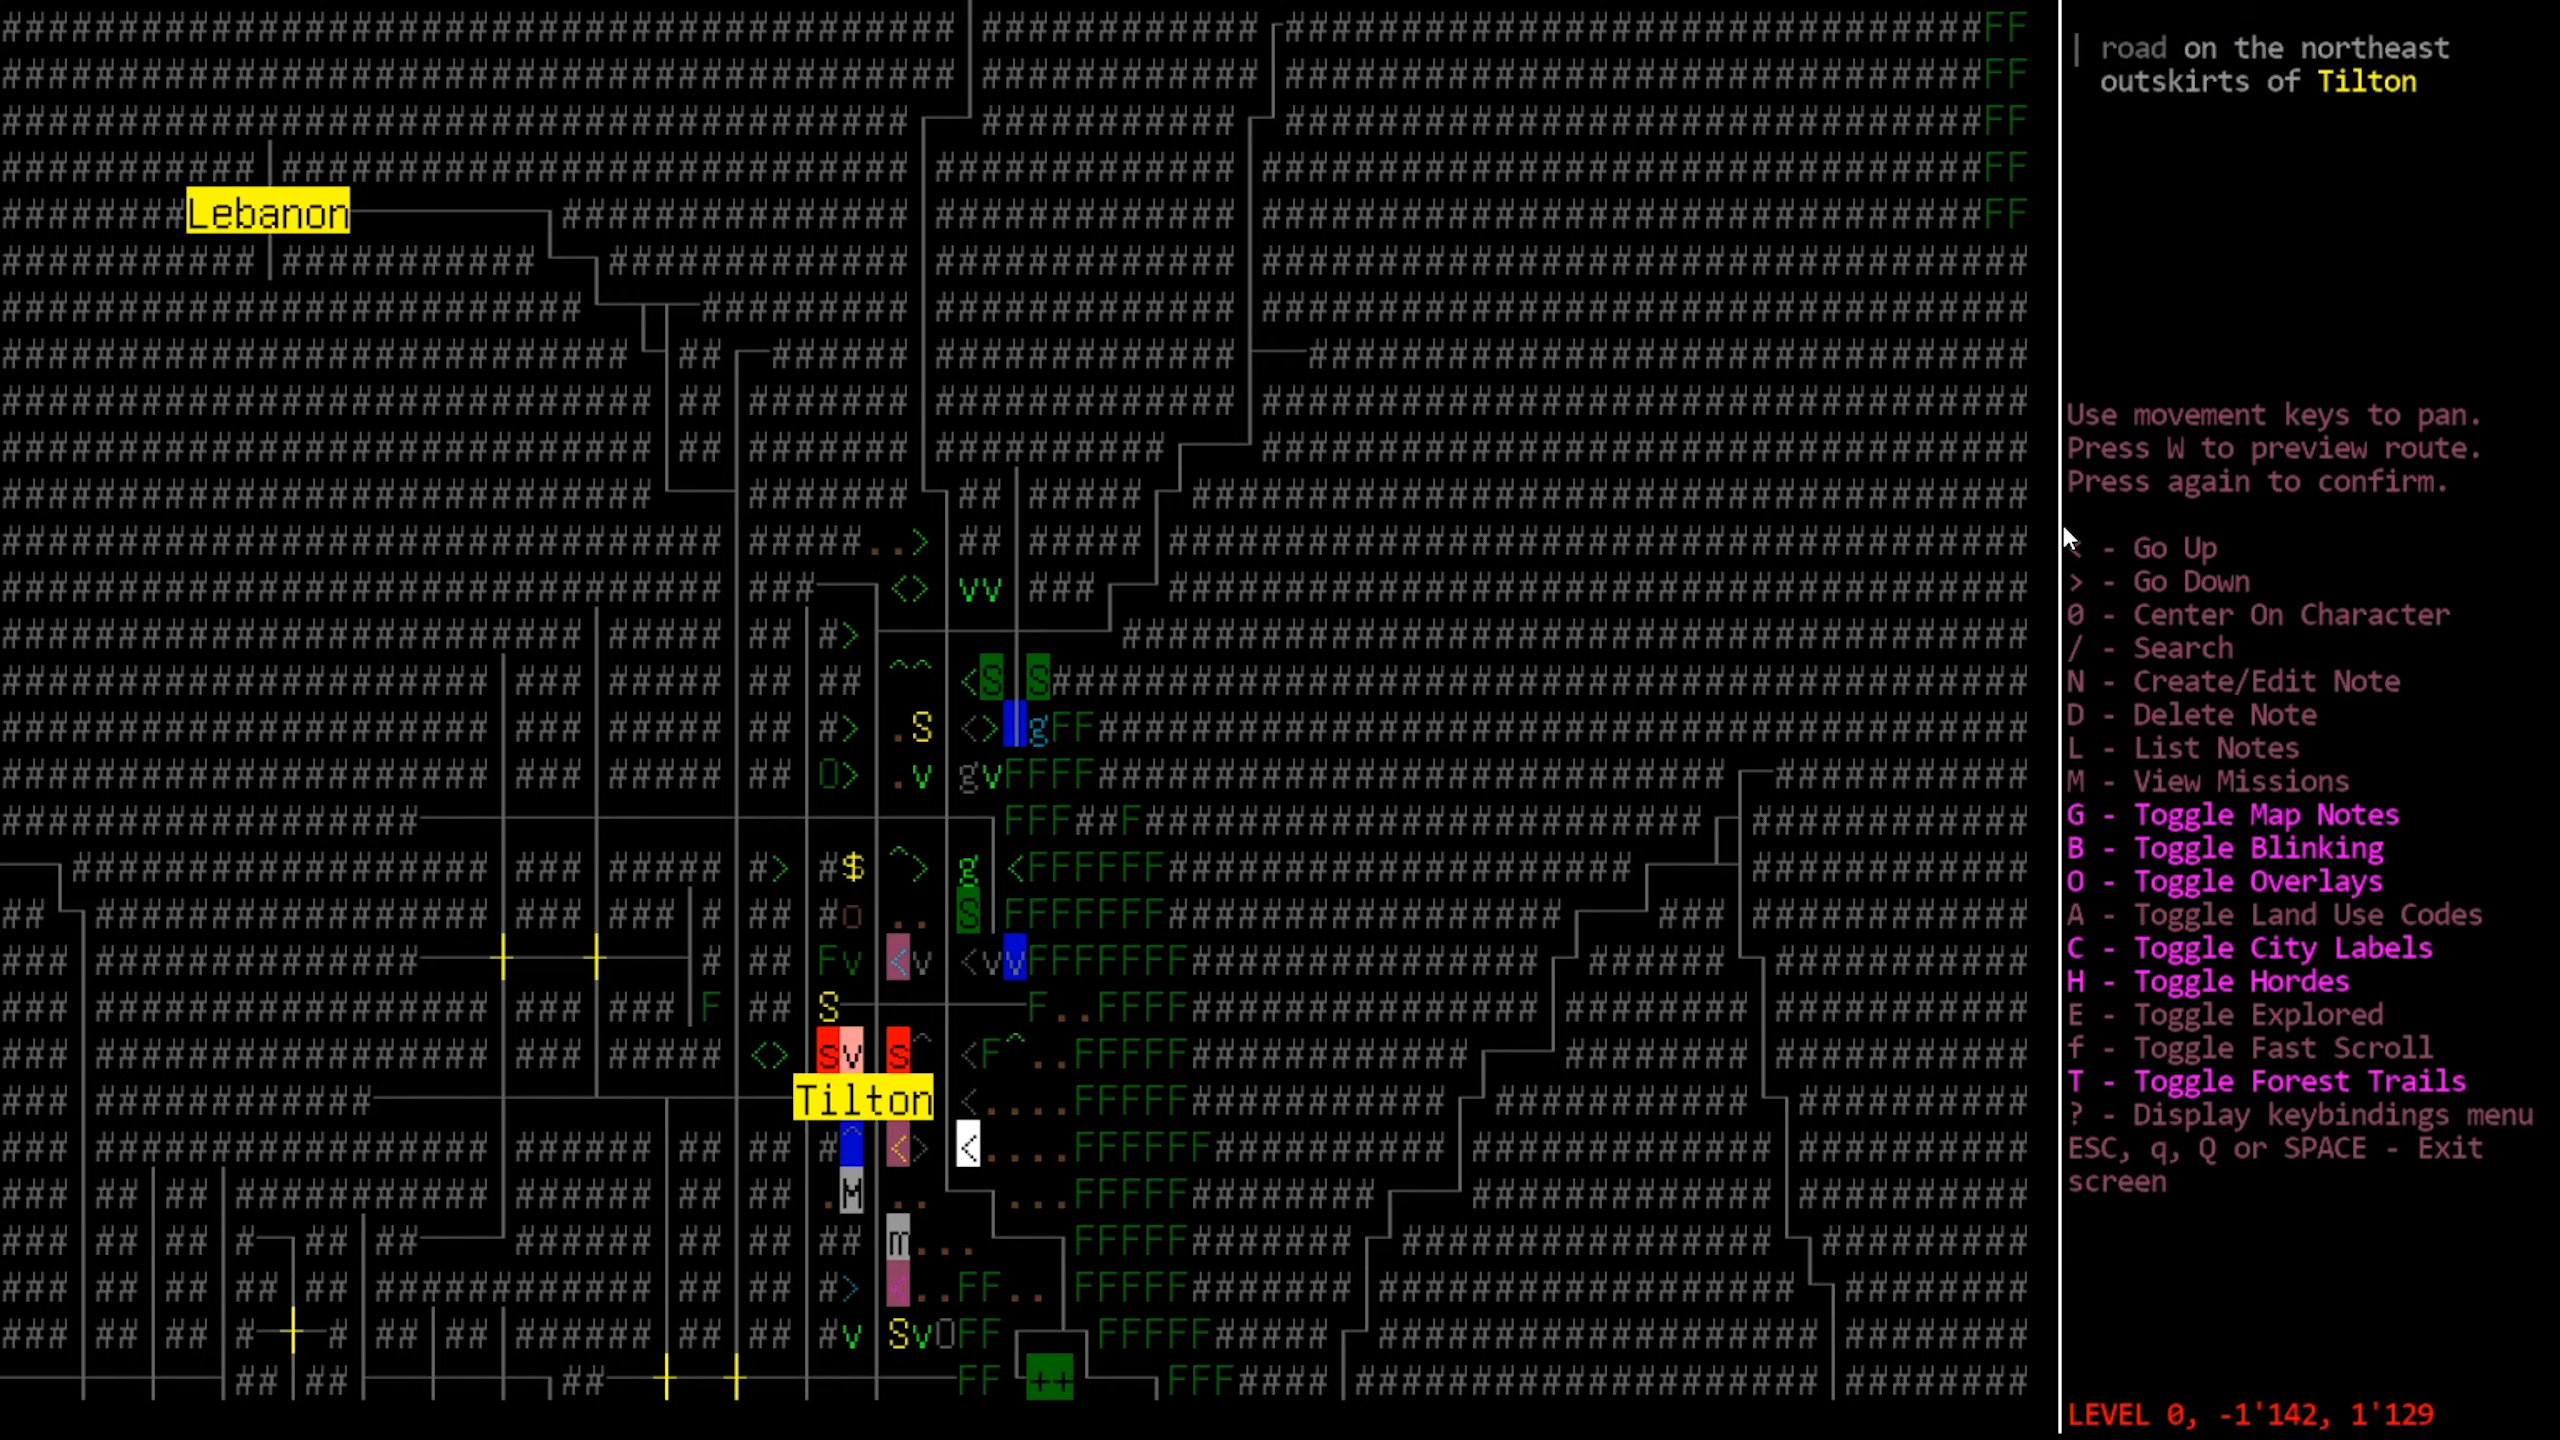 Lebanon
Tilton
| road on the northeast
outskirts of Tilton
Use movement keys to pan.
Press W to preview route.
Press again to confirm.
- Go Up
> - Go Down
0 - Center On Character
/ - Search
N - Create/Edit Note
D - Delete Note
L - List Notes
M - View Missions
G - Toggle Map Notes
B - Toggle Blinking
O - Toggle Overlays
A - Toggle Land Use Codes
C - Toggle City Labels
H - Toggle Hordes
E - Toggle Explored
f - Toggle Fast Scroll
T - Toggle Forest Trails
? - Display keybindings menu
ESC, q, Q or SPACE - Exit
screen
LEVEL 0, -1'142, 1'129